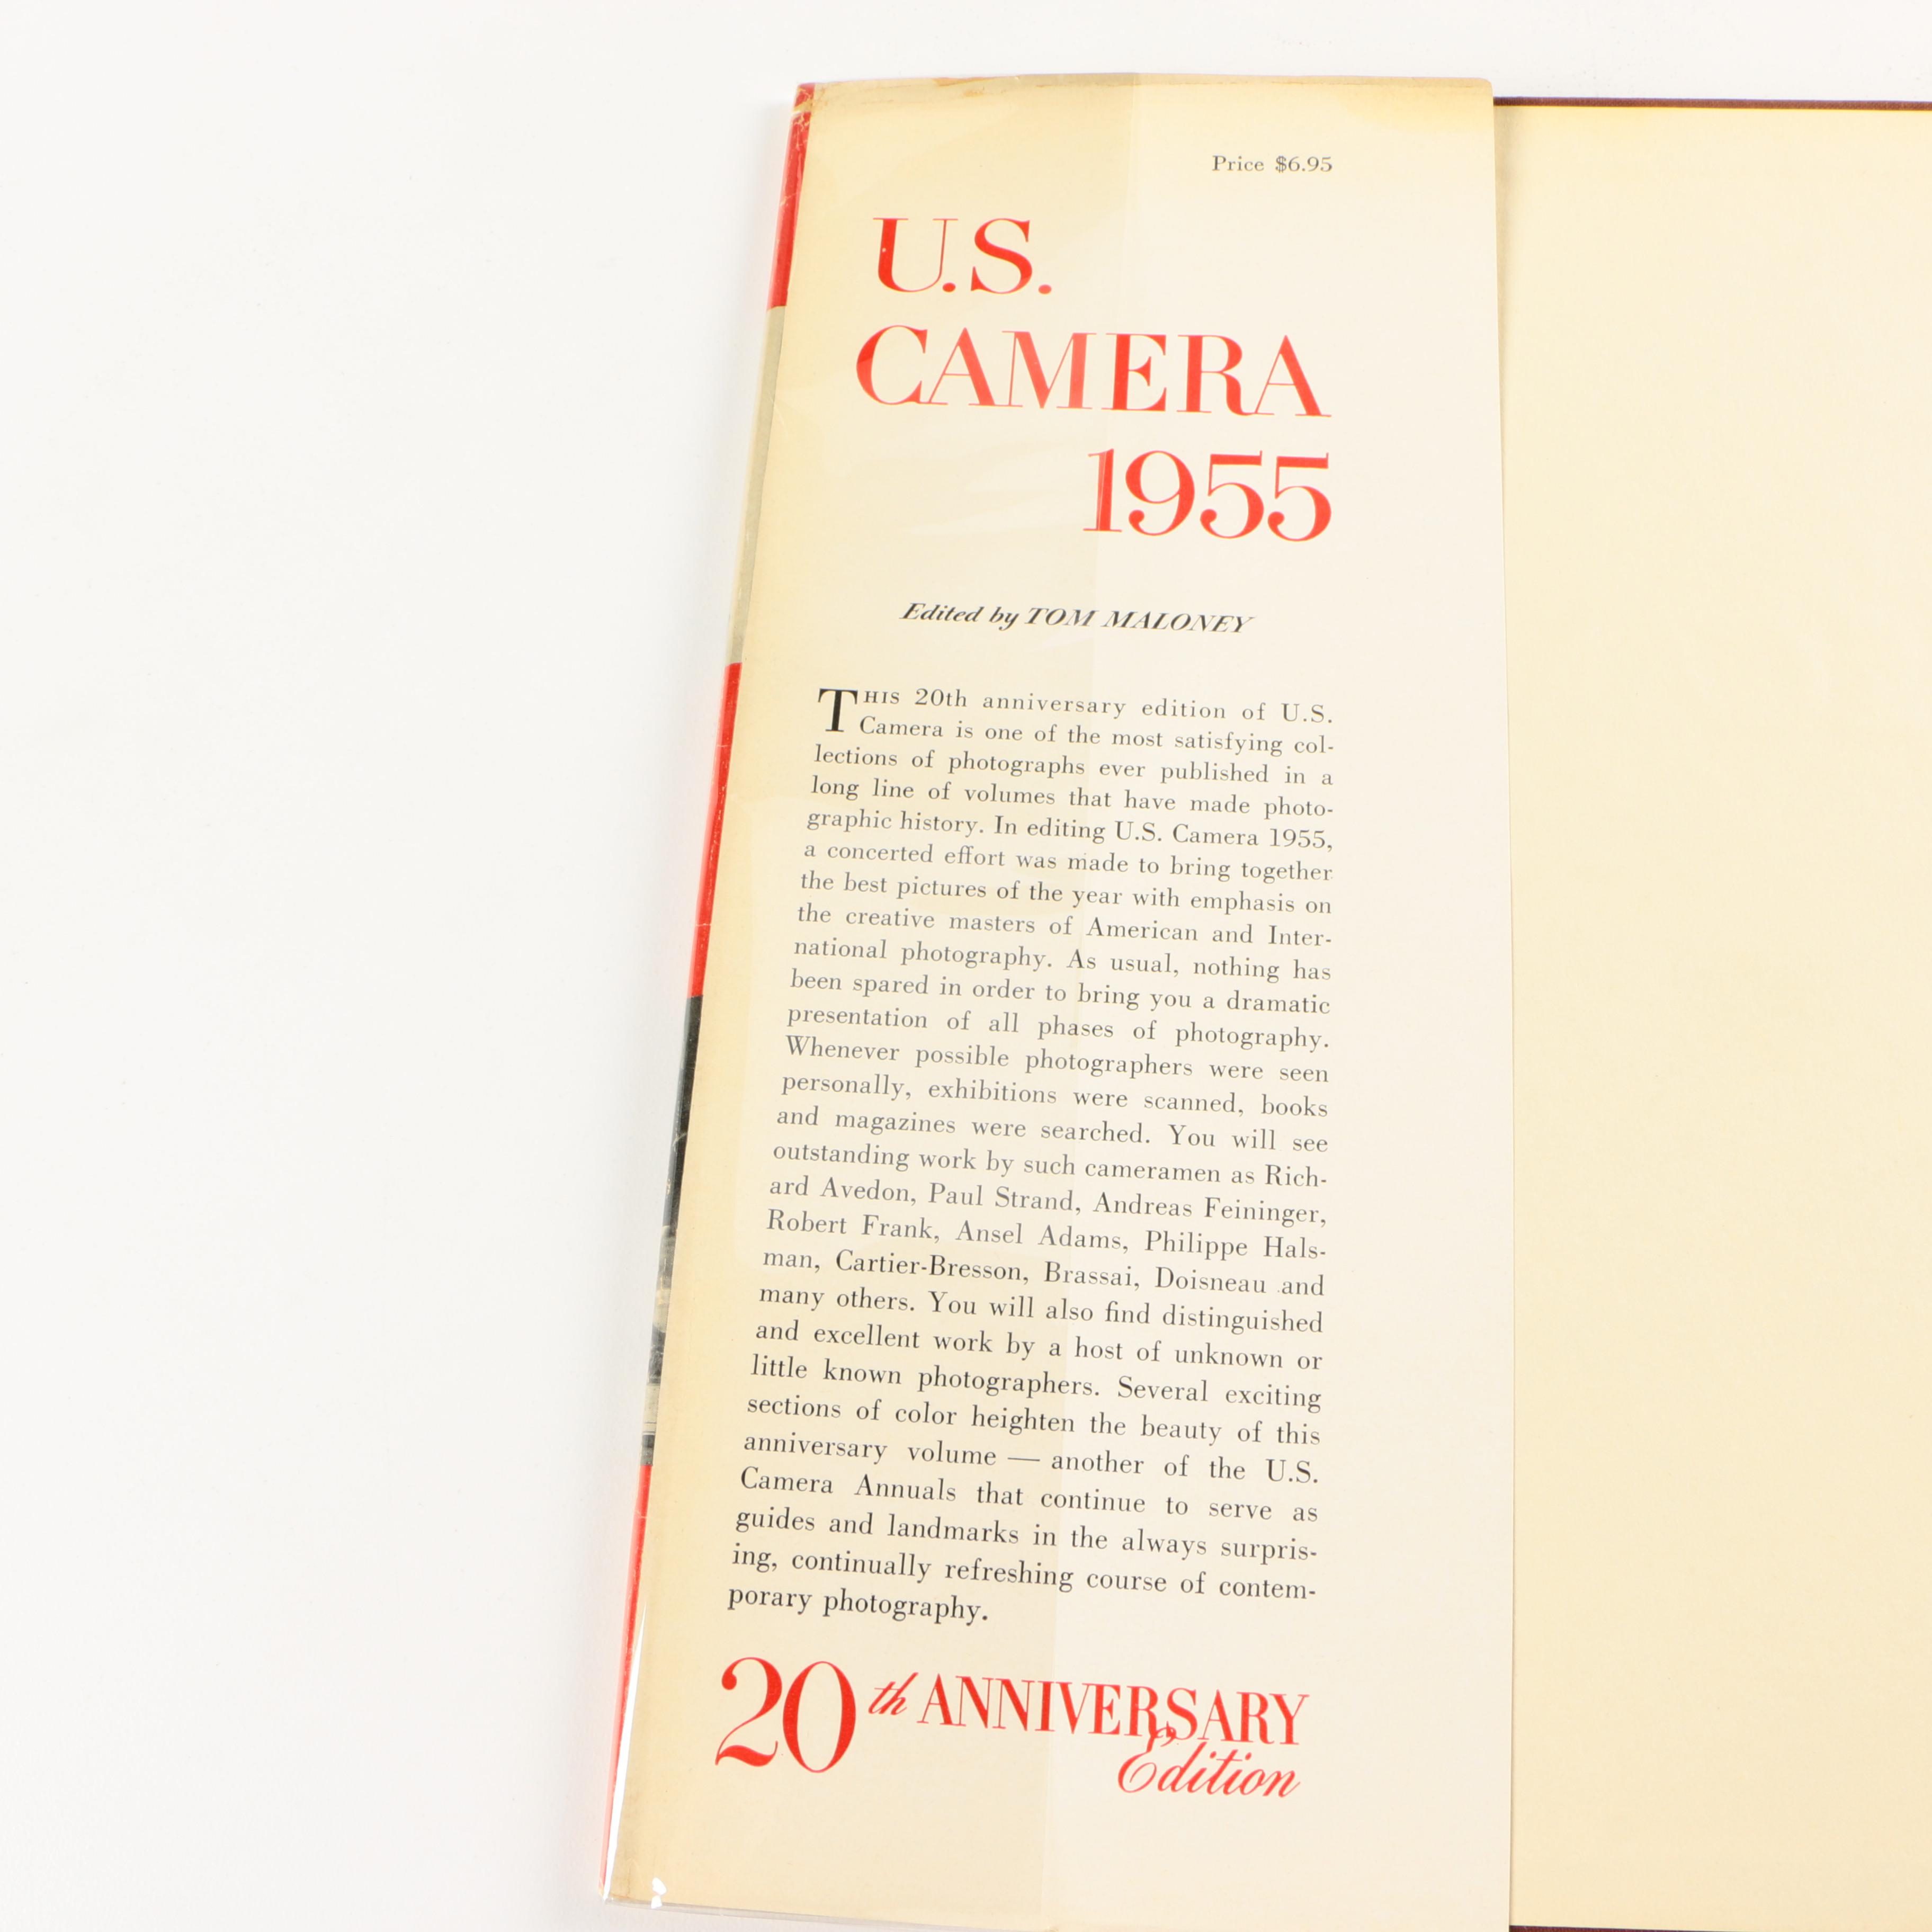 Price $6.95
U.S.
CAMERA
1955
Edited by TOM MALONEY
THIS 20th anniversary edition of U.S.
Camera is one of the most satisfying col-
lections of photographs ever published in a
long line of volumes that have made photo-
graphic history. In editing U.S. Camera 1955,
a concerted effort was made to bring together
the best pictures of the year with emphasis on
the creative masters of American and Inter-
national photography. As usual, nothing has
been spared in order to bring you a dramatic
presentation of all phases of photography.
Whenever possible photographers were seen
personally, exhibitions were scanned, books
and magazines were searched. You will see
outstanding work by such cameramen as Rich-
ard Avedon, Paul Strand, Andreas Feininger,
Robert Frank, Ansel Adams, Philippe Hals-
man, Cartier-Bresson, Brassai, Doisneau and
many others. You will also find distinguished
and excellent work by a host of unknown or
little known photographers. Several exciting
sections of color heighten the beauty of this
anniversary volume — another of the U.S.
Camera Annuals that continue to serve as
guides and landmarks in the always surpris-
ing, continually refreshing course of contem-
porary photography.
20th ANNIVERSARY
Edition